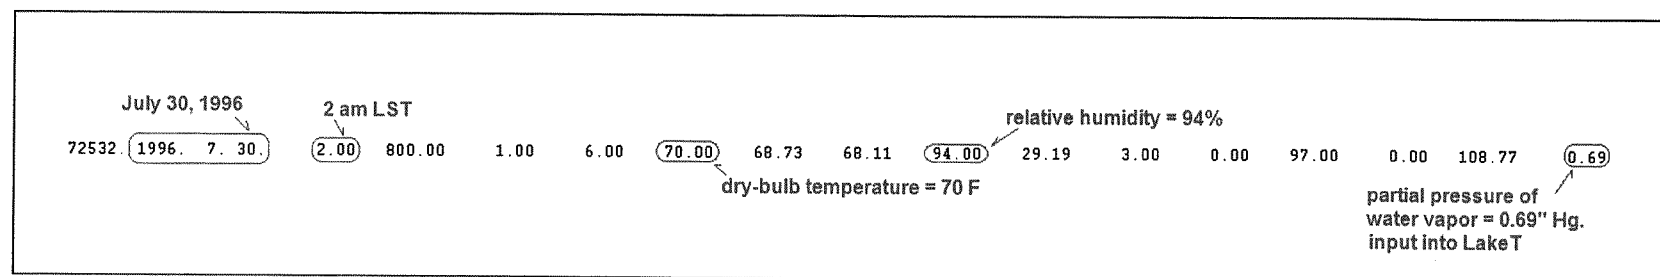 July 30, 1996
2 am LST
relative humidity = 94%
72532. 1996. 7. 30. 2.00 800.00 1.00 6.00 70.00 68.73 68.11 94.00 29.19 3.00 0.00 97.00 0.00 108.77 0.69
dry-bulb temperature = 70 F
partial pressure of
water vapor = 0.69" Hg.
input into LakeT